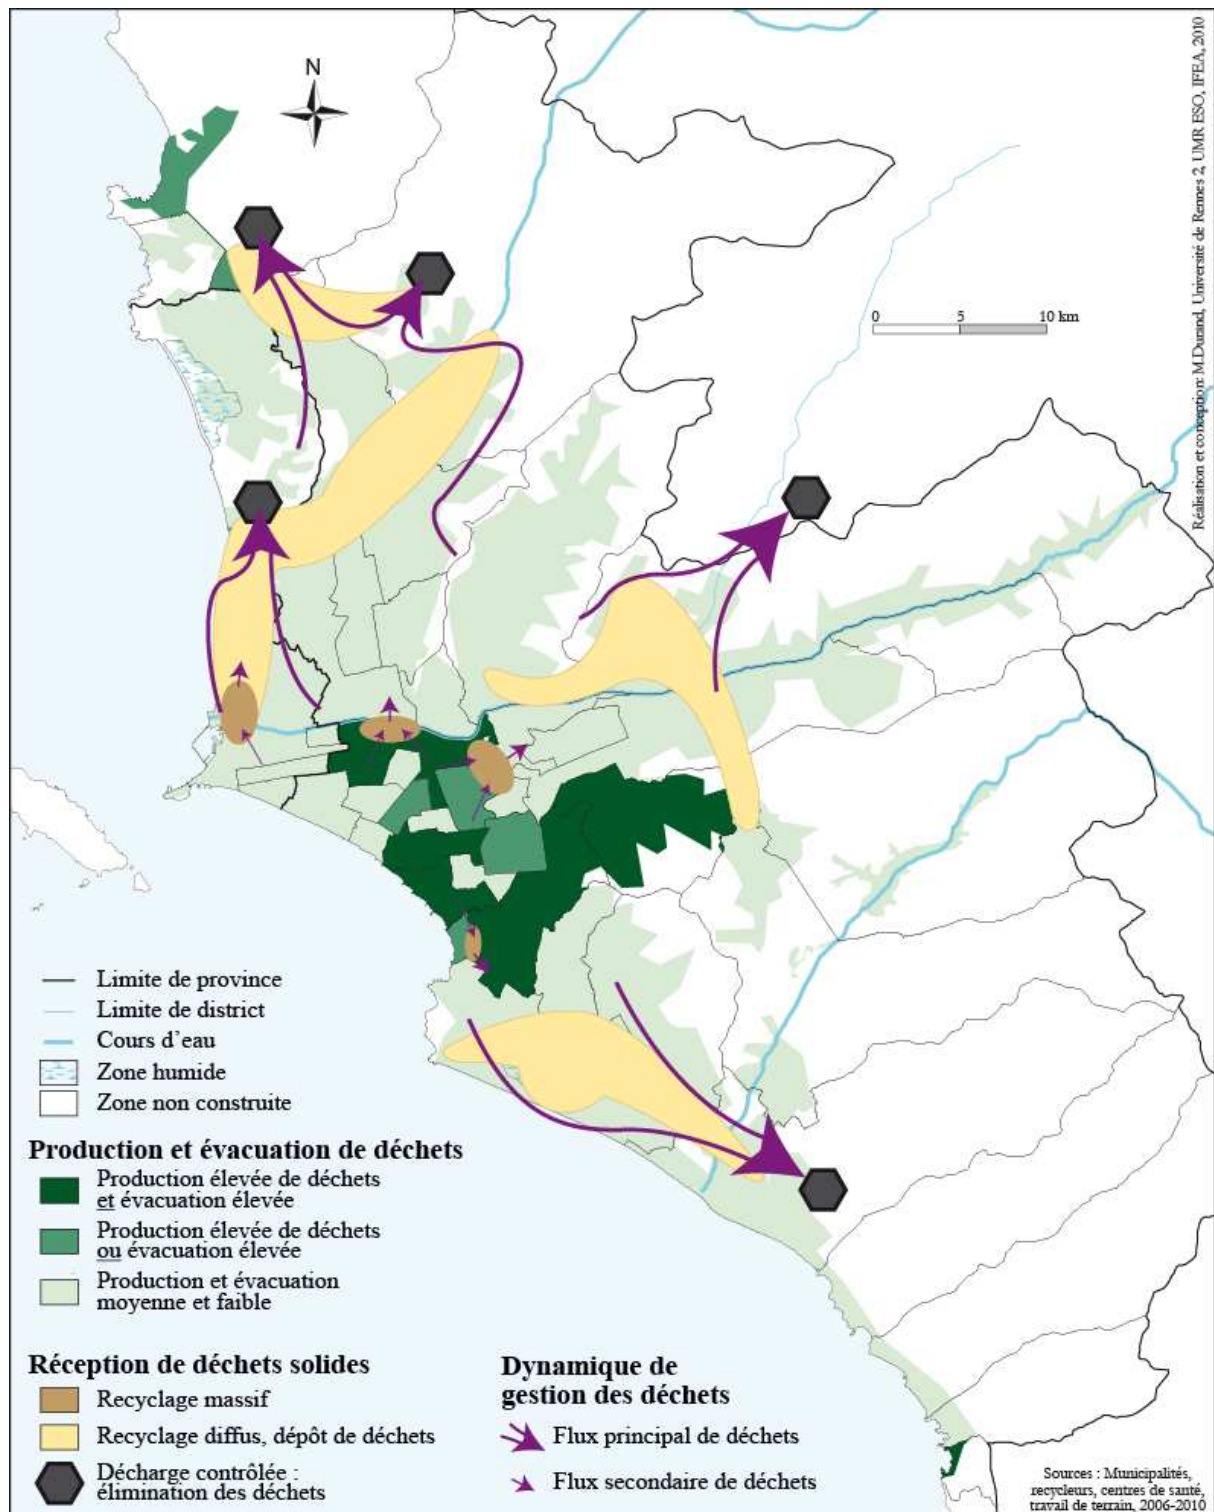 N
0 5 10 km
Réalisation et conception: M.Durand, Université de Rennes 2, UMR ESO, IFEA, 2010
Limite de province
Limite de district
Cours d'eau
Zone humide
Zone non construite
Production et évacuation de déchets
Production élevée de déchets
et évacuation élevée
Production élevée de déchets
ou évacuation élevée
Production et évacuation
moyenne et faible
Réception de déchets solides
Recyclage massif
Recyclage diffus, dépôt de déchets
Décharge contrôlée :
élimination des déchets
Dynamique de
gestion des déchets
Flux principal de déchets
Flux secondaire de déchets
Sources : Municipalités,
recycleurs, centres de santé,
travail de terrain, 2006-2010